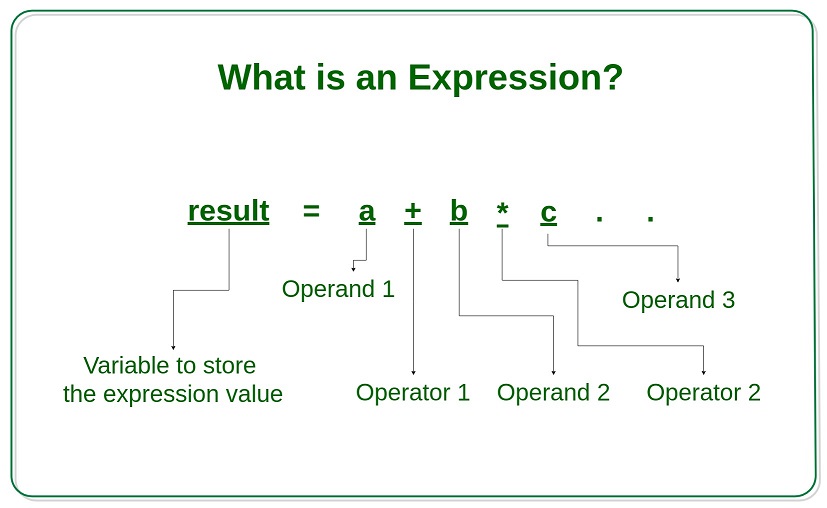 What is an Expression?
result = a + b * c . .
Operand 1
Operand 3
Variable to store
the expression value
Operator 1
Operand 2
Operator 2